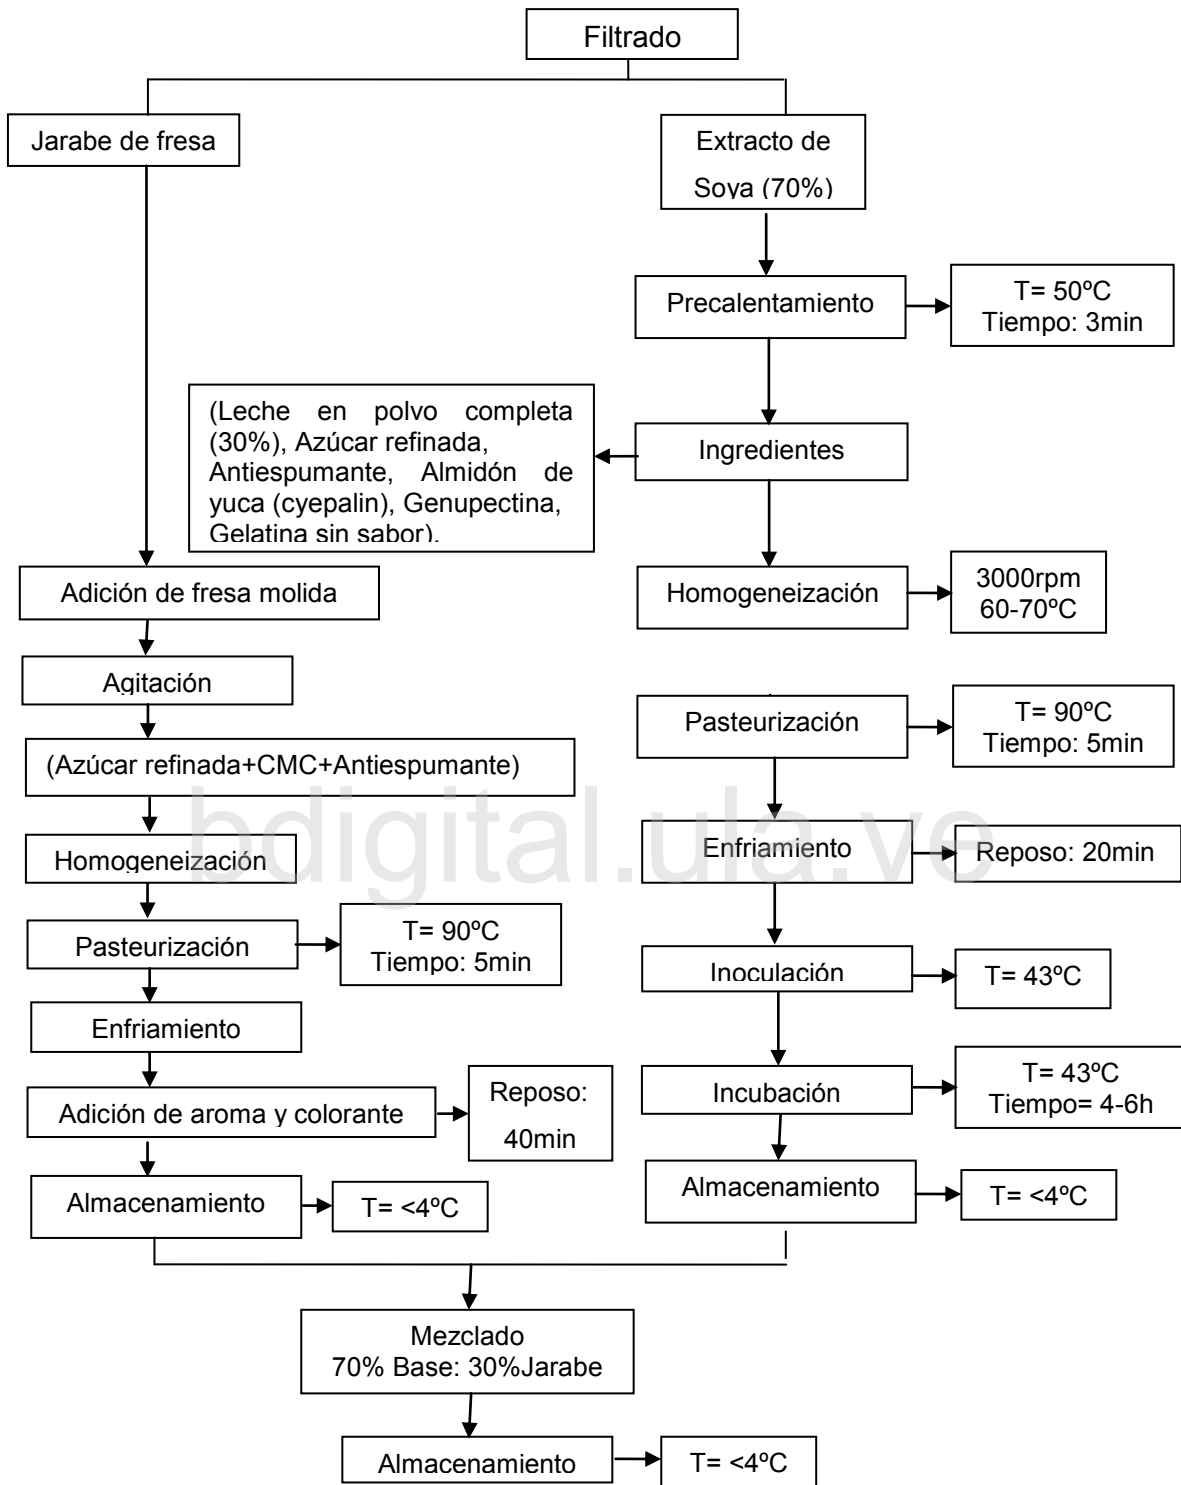 Filtrado
Jarabe de fresa
Extracto de
Soya (70%)
Precalentamiento
T= 50ºC
Tiempo: 3min
(Leche en polvo completa
(30%), Azúcar refinada,
Antiespumante, Almidón de
yuca (cyepalin), Genupectina,
Gelatina sin sabor).
Ingredientes
Adición de fresa molida
Homogeneización
3000rpm
60-70ºC
Agitación
Pasteurización
T= 90ºC
Tiempo: 5min
(Azúcar refinada+CMC+Antiespumante)
Homogeneización
Enfriamiento
Reposo: 20min
Pasteurización
T= 90ºC
Tiempo: 5min
Inoculación
T= 43ºC
Enfriamiento
Adición de aroma y colorante
Reposo:
40min
Incubación
T= 43ºC
Tiempo= 4-6h
Almacenamiento
T= <4ºC
Almacenamiento
T= <4ºC
Mezclado
70% Base: 30%Jarabe
Almacenamiento
T= <4ºC
bdigital.ula.ve